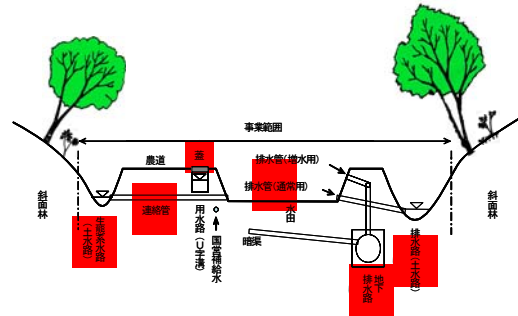 事業範囲
農道
蓋
排水管(増水用)
排水管(通常用)
斜面林
生態系水路
(土水路)
連絡管
用水路(U字溝)
国営補給水
水田
暗渠
地下
排水路
排水路(土水路)
斜面林